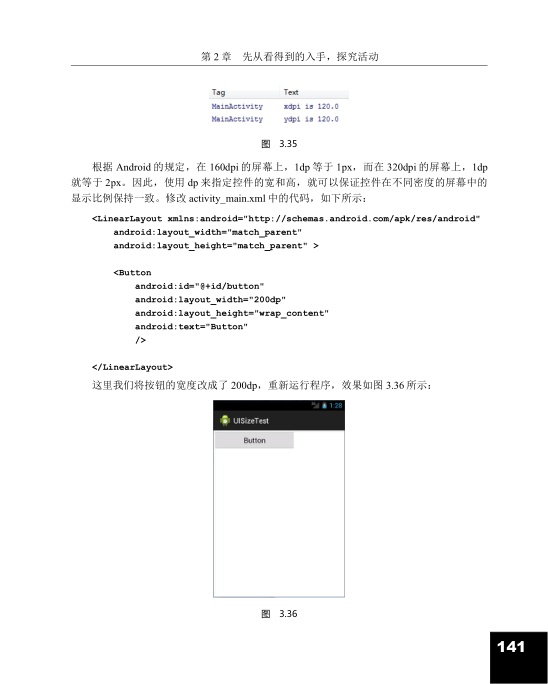 第 2 章 先从看得到的入手，探究活动
Tag Text
MainActivity xdpi is 120.0
MainActivity ydpi is 120.0
图 3.35
根据 Android 的规定，在 160dpi 的屏幕上，1dp 等于 1px，而在 320dpi 的屏幕上，1dp
就等于 2px。因此，使用 dp 来指定控件的宽和高，就可以保证控件在不同密度的屏幕中的
显示比例保持一致。修改 activity_main.xml 中的代码，如下所示：
<LinearLayout xmlns:android="http://schemas.android.com/apk/res/android"
android:layout_width="match_parent"
android:layout_height="match_parent" >
<Button
android:id="@+id/button"
android:layout_width="200dp"
android:layout_height="wrap_content"
android:text="Button"
/>
</LinearLayout>
这里我们将按钮的宽度改成了 200dp，重新运行程序，效果如图 3.36 所示：
1:28
UISizeTest
Button
图 3.36
141